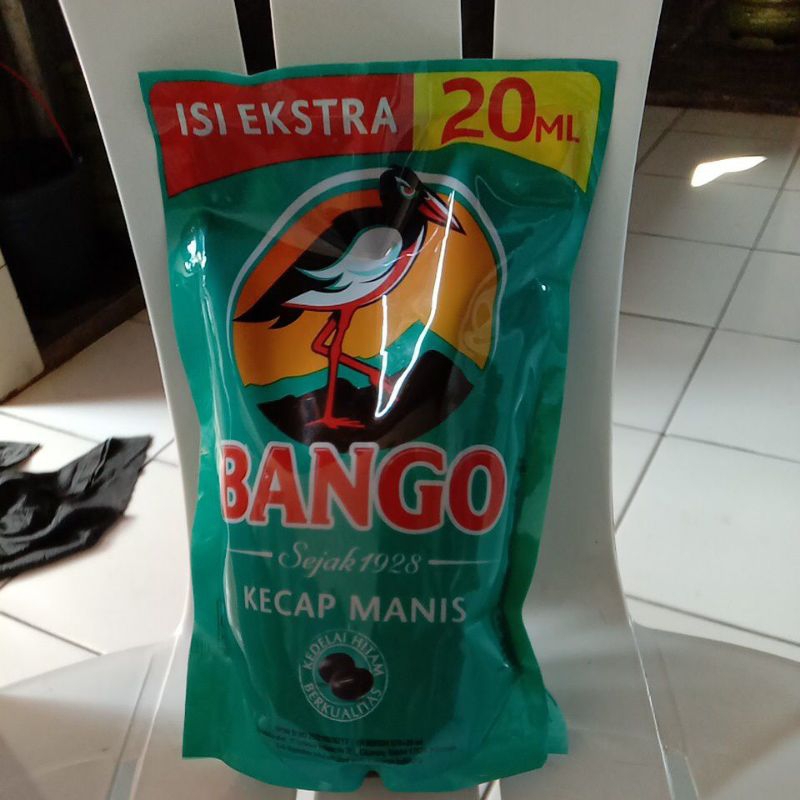 ISI EKSTRA 20ML
BANGO
Sejak 1928
KECAP MANIS
KEDELAI HITAM
BERKUALITAS